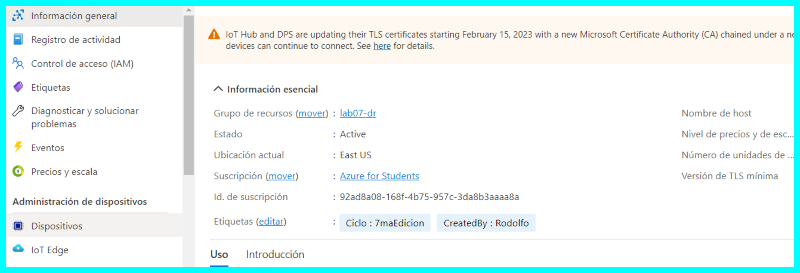 Información general
Registro de actividad
Control de acceso (IAM)
Etiquetas
Diagnosticar y solucionar
problemas
Eventos
Precios y escala
Administración de dispositivos
Dispositivos
IoT Edge
IoT Hub and DPS are updating their TLS certificates starting February 15, 2023 with a new Microsoft Certificate Authority (CA) chained under a
devices can continue to connect. See here for details.
Información esencial
Grupo de recursos (mover) : lab07-dr
Nombre de host
Estado : Active
Nivel de precios y de esc...
Ubicación actual : East US
Número de unidades de ...
Suscripción (mover) : Azure for Students
Versión de TLS mínima
Id. de suscripción : 92ad8a08-168f-4b75-957c-3da8b3aaaa8a
Etiquetas (editar) : Ciclo : 7maEdicion CreatedBy : Rodolfo
Uso Introducción